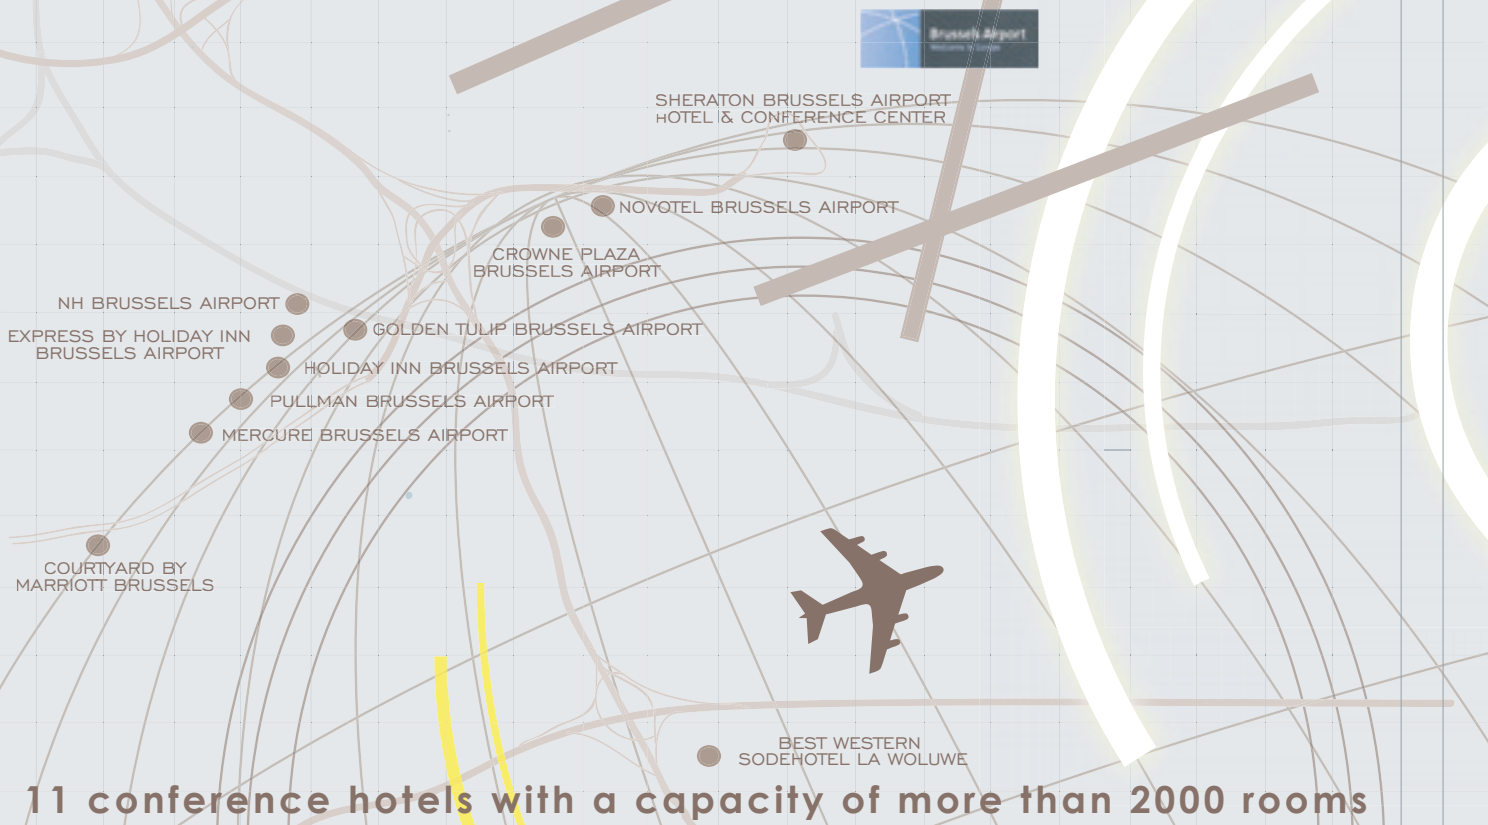 Brussels Airport
Welcome to Europe
SHERATON BRUSSELS AIRPORT
HOTEL & CONFERENCE CENTER
NOVOTEL BRUSSELS AIRPORT
CROWNE PLAZA
BRUSSELS AIRPORT
NH BRUSSELS AIRPORT
GOLDEN TULIP BRUSSELS AIRPORT
EXPRESS BY HOLIDAY INN
BRUSSELS AIRPORT
HOLIDAY INN BRUSSELS AIRPORT
PULLMAN BRUSSELS AIRPORT
MERCURE BRUSSELS AIRPORT
COURTYARD BY
MARRIOTT BRUSSELS
BEST WESTERN
SODEHOTEL LA WOLUWE
11 conference hotels with a capacity of more than 2000 rooms